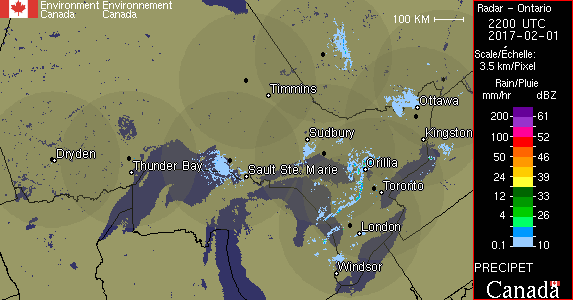 Environment Environnement
Canada Canada
100 KM
Timmins
Ottawa
Sudbury
Kingston
Dryden
Thunder Bay
Sault Ste. Marie
Orillia
Toronto
London
Windsor
Radar - Ontario
2200 UTC
2017-02-01
Scale/Échelle:
3.5 km/Pixel
Rain/Pluie
mm/hr dBZ
200 61
100 52
50 46
24 39
12 33
4 26
0.1 10
PRECIPET
Canada